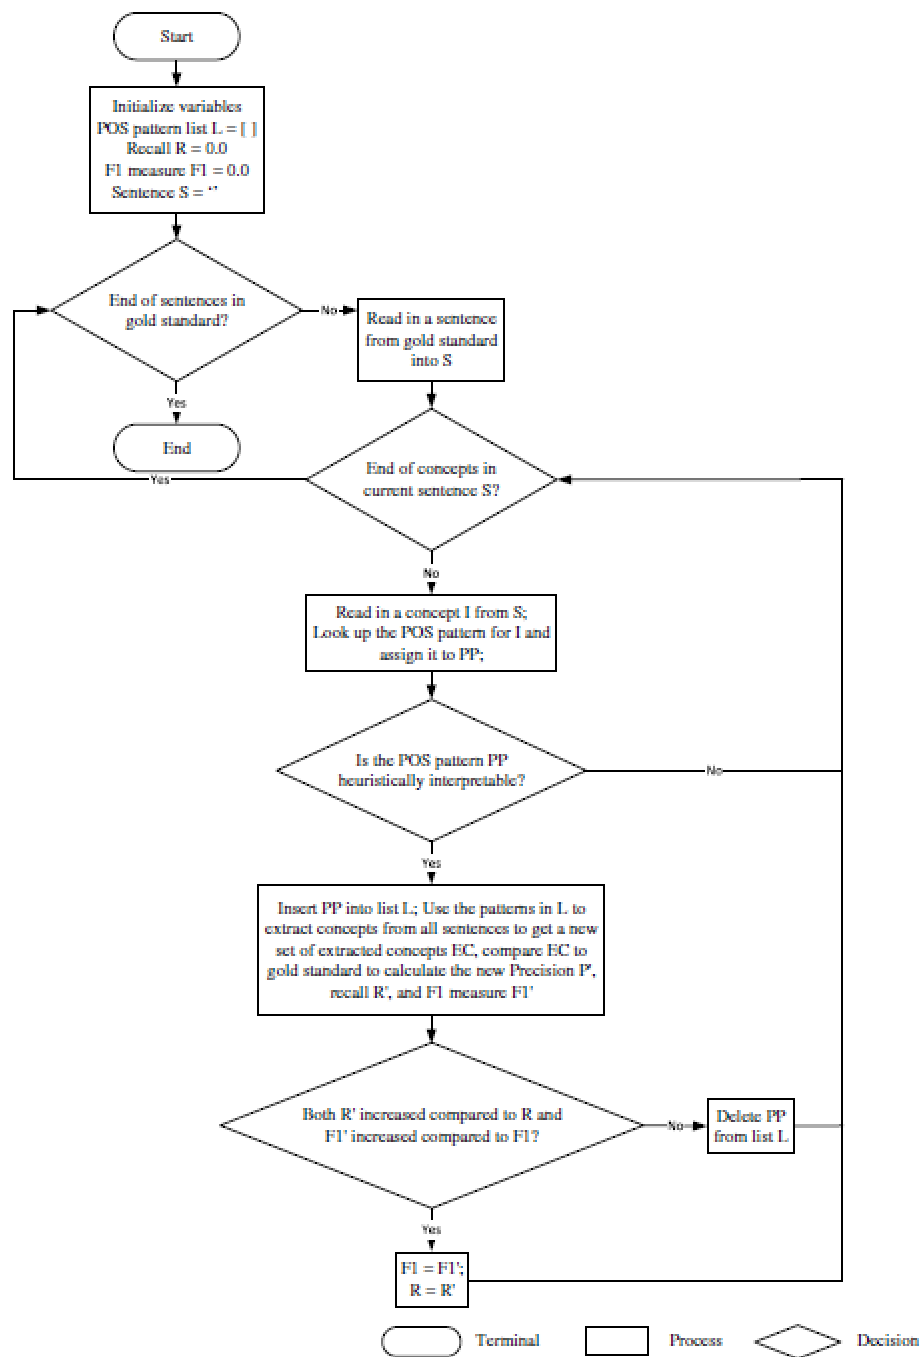 Start
Initialize variables
POS pattern list L = [ ]
Recall R = 0.0
F1 measure F1 = 0.0
Sentence S = “”
End of sentences in
gold standard?
No
Read in a sentence
from gold standard
into S
Yes
End
End of concepts in
current sentence S?
Yes
No
Read in a concept I from S;
Look up the POS pattern for I and
assign it to PP;
Is the POS pattern PP
heuristically interpretable?
No
Yes
Insert PP into list L; Use the patterns in L to
extract concepts from all sentences to get a new
set of extracted concepts EC, compare EC to
gold standard to calculate the new Precision P',
recall R', and F1 measure F1'
Both R' increased compared to R and
F1' increased compared to F1?
No
Delete PP
from list L
Yes
F1 = F1';
R = R'
Terminal
Process
Decision